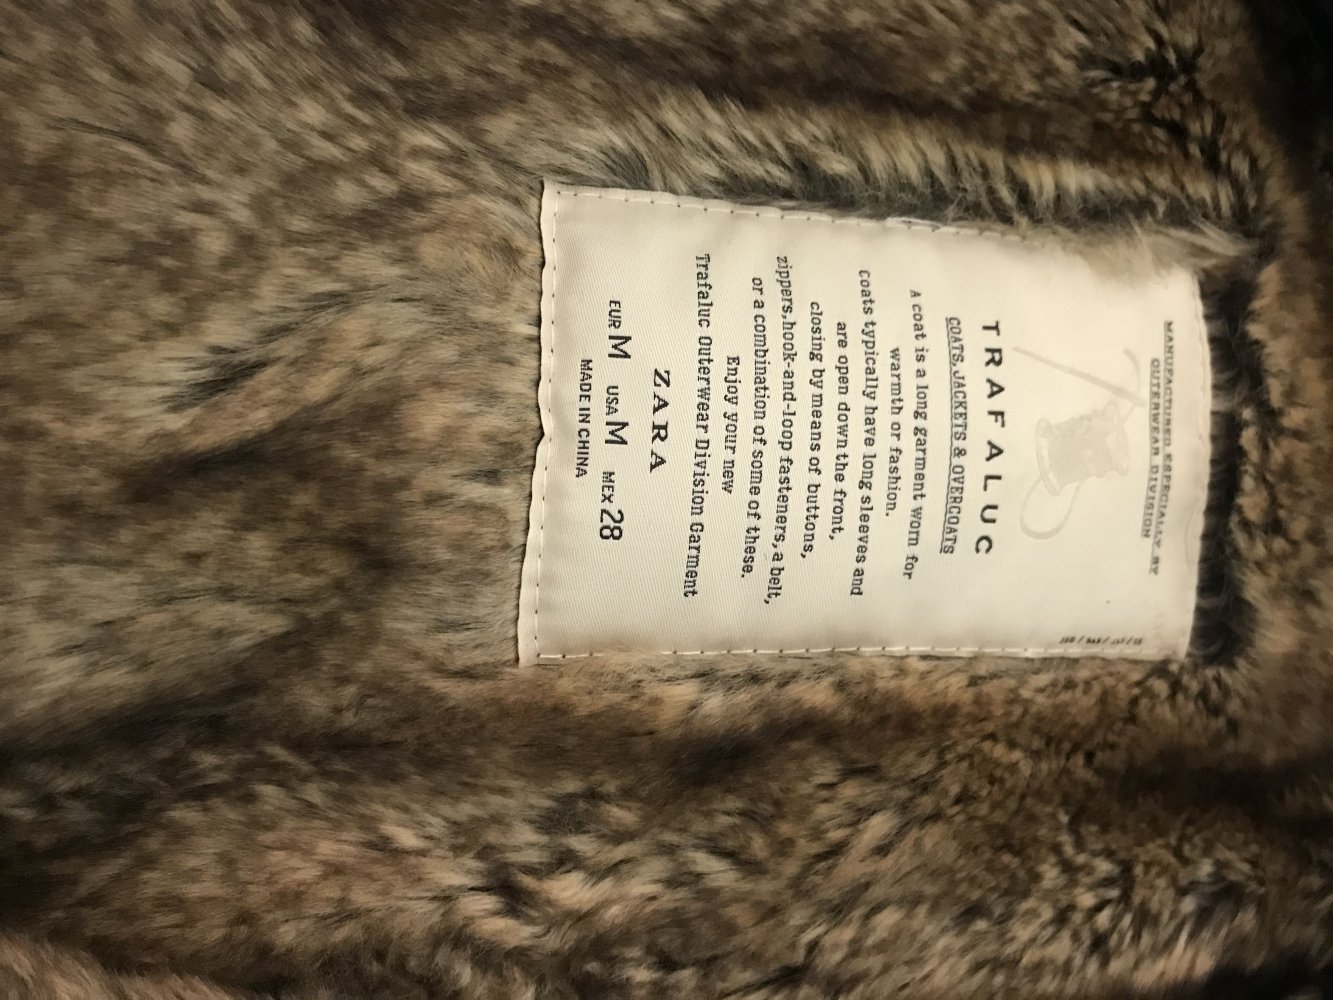 MANUFACTURED ESPECIALLY BY
OUTERWEAR DIVISION
TRAFALUC
COATS, JACKETS & OVERCOATS
A coat is a long garment worn for
warmth or fashion.
Coats typically have long sleeves and
are open down the front,
closing by means of buttons,
zippers, hook-and-loop fasteners, a belt,
or a combination of some of these.
Enjoy your new
Trafaluc Outerwear Division Garment
ZARA
EUR M USA M MEX 28
MADE IN CHINA